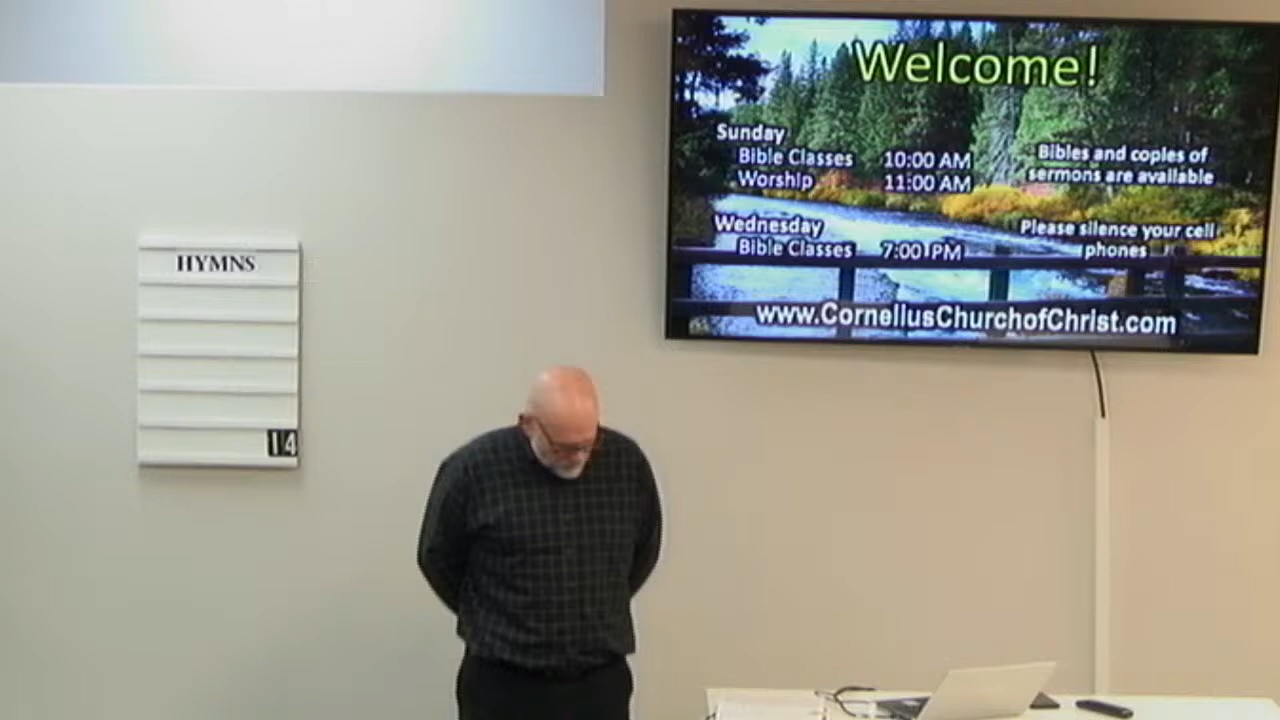 Welcome!
Sunday
Bible Classes 10:00 AM
Worship 11:00 AM
Bibles and copies of
sermons are available
Wednesday
Bible Classes 7:00 PM
Please silence your cell
phones
www.CorneliusChurchofChrist.com
HYMNS
14